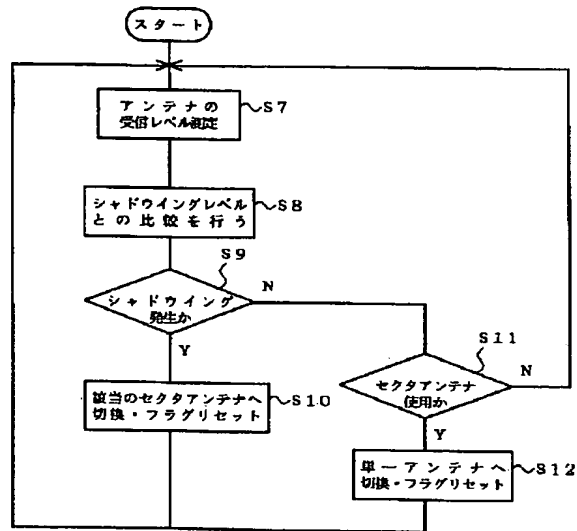 スタート
アンテナの
受信レベル測定
S7
シャドウイングレベル
との比較を行う
S8
S9
シャドウイング
発生か
N
Y
S11
セクタアンテナ
使用か
N
Y
該当のセクタアンテナへ
切換・フラグリセット
S10
単一アンテナへ
切換・フラグリセット
S12